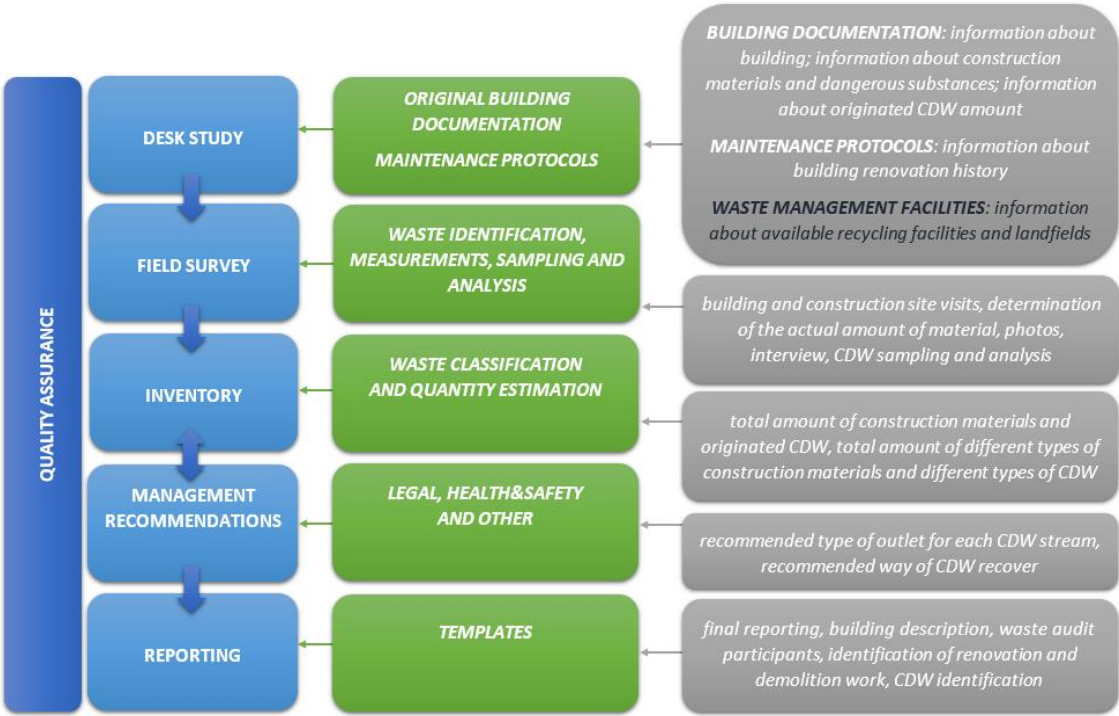 QUALITY ASSURANCE
DESK STUDY
ORIGINAL BUILDING
DOCUMENTATION
MAINTENANCE PROTOCOLS
BUILDING DOCUMENTATION: information about
building; information about construction
materials and dangerous substances; information
about originated CDW amount
MAINTENANCE PROTOCOLS: information about
building renovation history
WASTE MANAGEMENT FACILITIES: information
about available recycling facilities and landfields
FIELD SURVEY
WASTE IDENTIFICATION,
MEASUREMENTS, SAMPLING AND
ANALYSIS
building and construction site visits, determination
of the actual amount of material, photos,
interview, CDW sampling and analysis
INVENTORY
WASTE CLASSIFICATION
AND QUANTITY ESTIMATION
total amount of construction materials and
originated CDW, total amount of different types of
construction materials and different types of CDW
MANAGEMENT
RECOMMENDATIONS
LEGAL, HEALTH&SAFETY
AND OTHER
recommended type of outlet for each CDW stream,
recommended way of CDW recover
REPORTING
TEMPLATES
final reporting, building description, waste audit
participants, identification of renovation and
demolition work, CDW identification